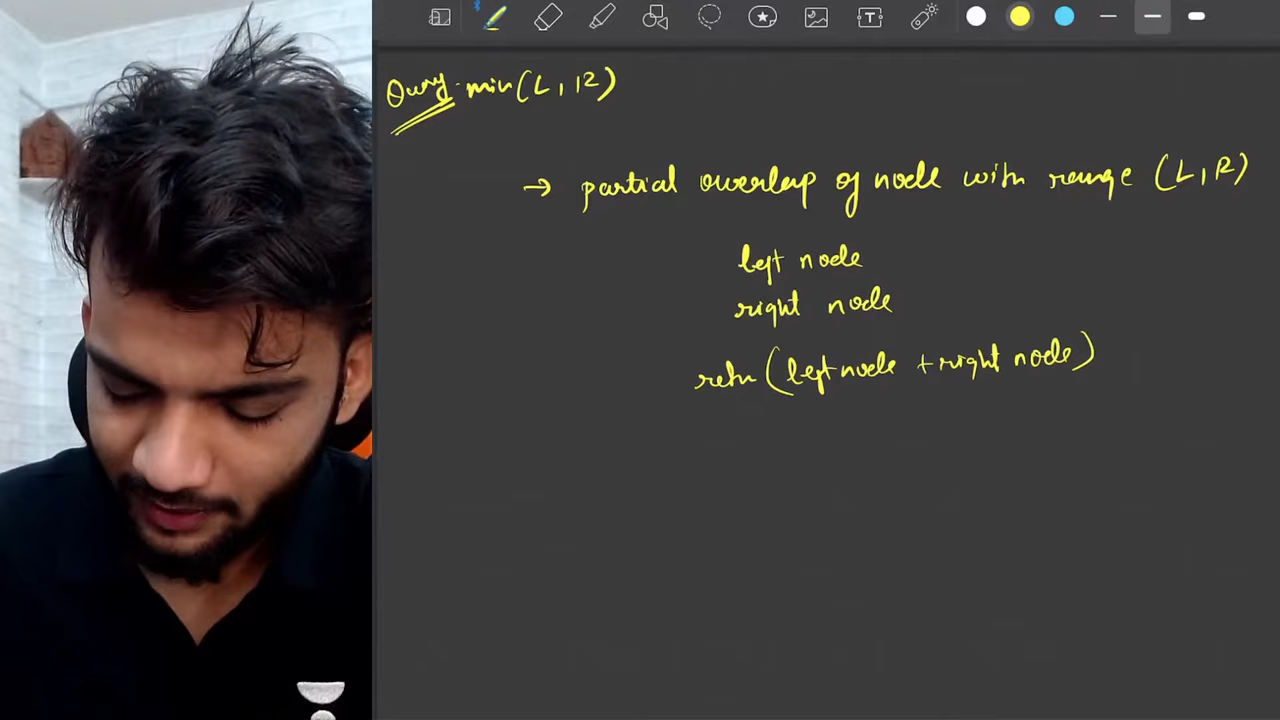 Query-min(L, R)
→ partial overlap of node with range (L, R)
left node
right node
retn (left node + right node)